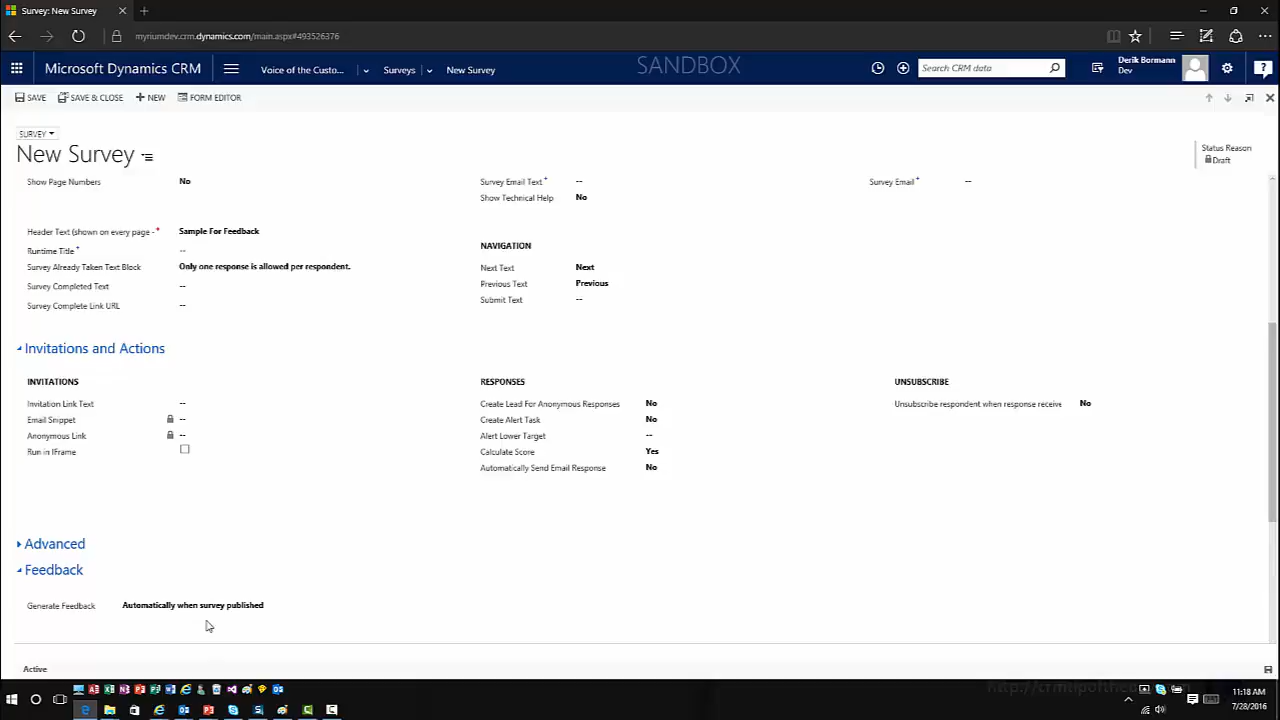 Survey: New Survey
myriumdev.crm.dynamics.com/main.aspx#493526376
Microsoft Dynamics CRM
Voice of the Custo...
Surveys
New Survey
SANDBOX
Search CRM data
Derik Bormann
Dev
SAVE
SAVE & CLOSE
+ NEW
FORM EDITOR
SURVEY
New Survey
Status Reason
Draft
Show Page Numbers No
Survey Email Text* --
Survey Email* --
Show Technical Help No
Header Text (shown on every page -* Sample For Feedback
Runtime Title* --
Survey Already Taken Text Block Only one response is allowed per respondent.
Survey Completed Text --
Survey Complete Link URL --
NAVIGATION
Next Text Next
Previous Text Previous
Submit Text --
Invitations and Actions
INVITATIONS
Invitation Link Text --
Email Snippet --
Anonymous Link --
Run in IFrame
RESPONSES
Create Lead For Anonymous Responses No
Create Alert Task No
Alert Lower Target --
Calculate Score Yes
Automatically Send Email Response No
UNSUBSCRIBE
Unsubscribe respondent when response receive No
Advanced
Feedback
Generate Feedback Automatically when survey published
Active
11:18 AM
7/28/2016